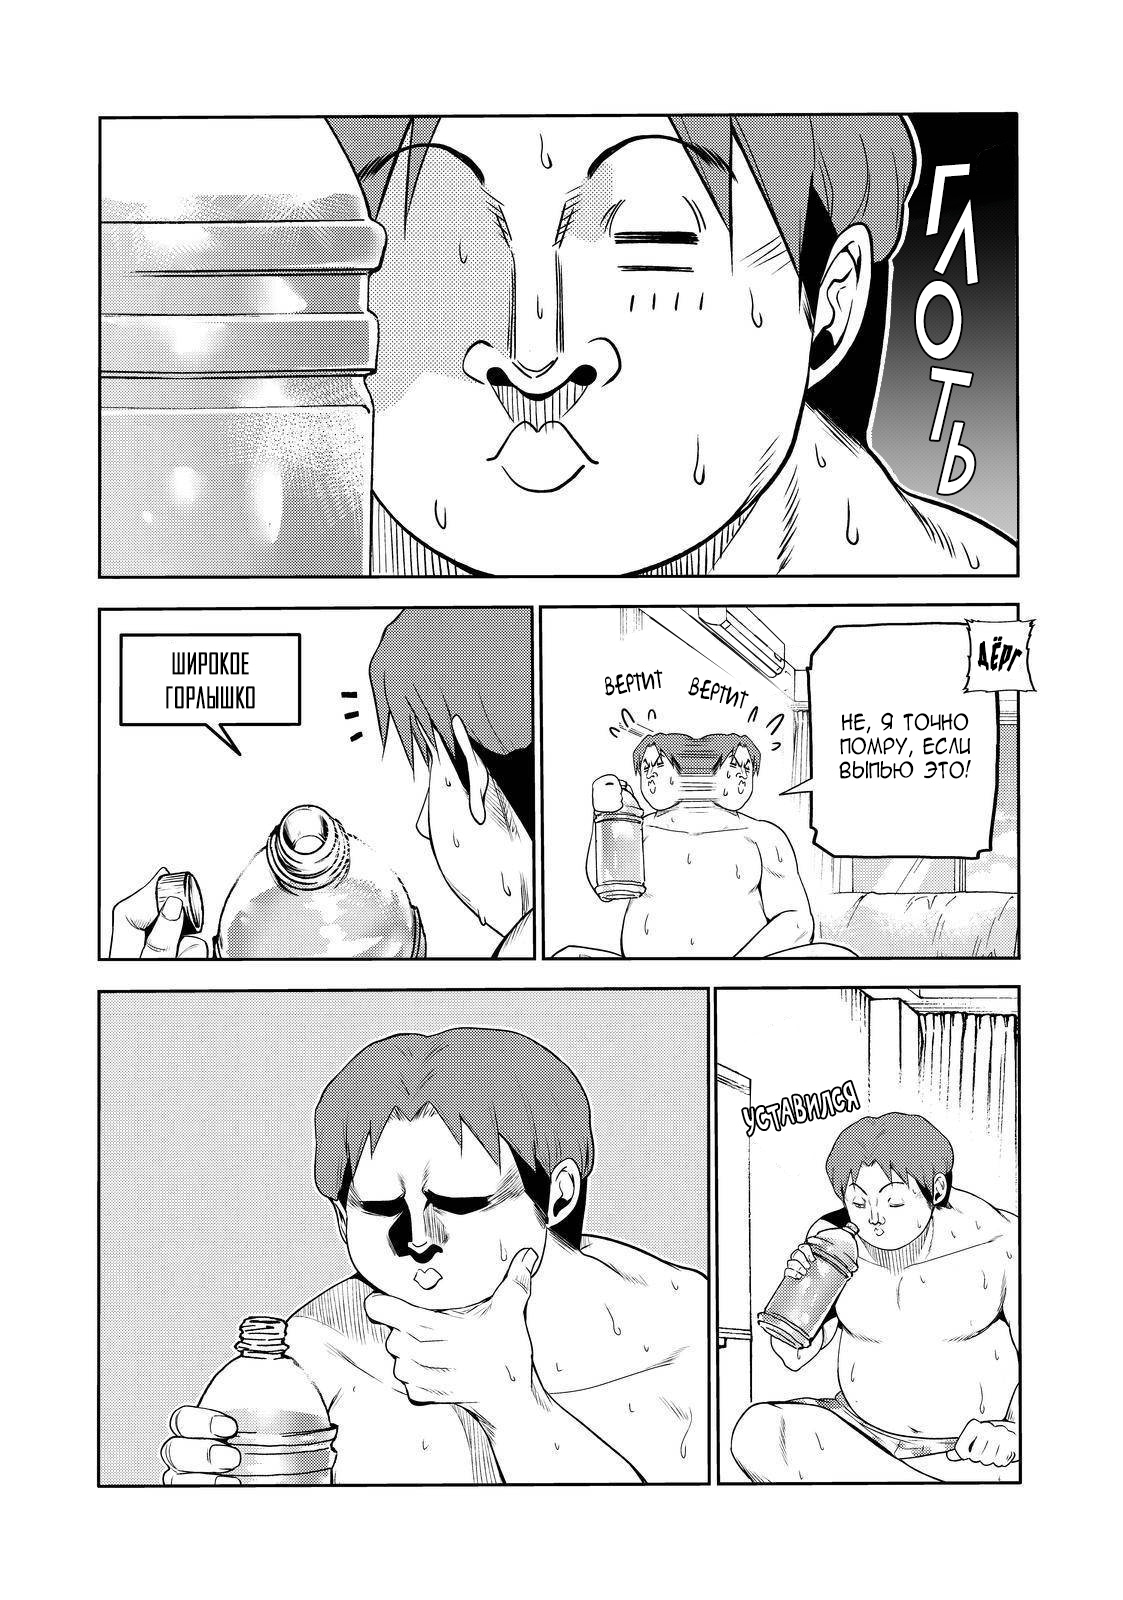 ГЛОТЬ
ДЁРГ
НЕ, Я ТОЧНО
ПОМРУ, ЕСЛИ
ВЫПЬЮ ЭТО!
ВЕРТИТ
ВЕРТИТ
ШИРОКОЕ
ГОРЛЫШКО
УСТАВИЛСЯ